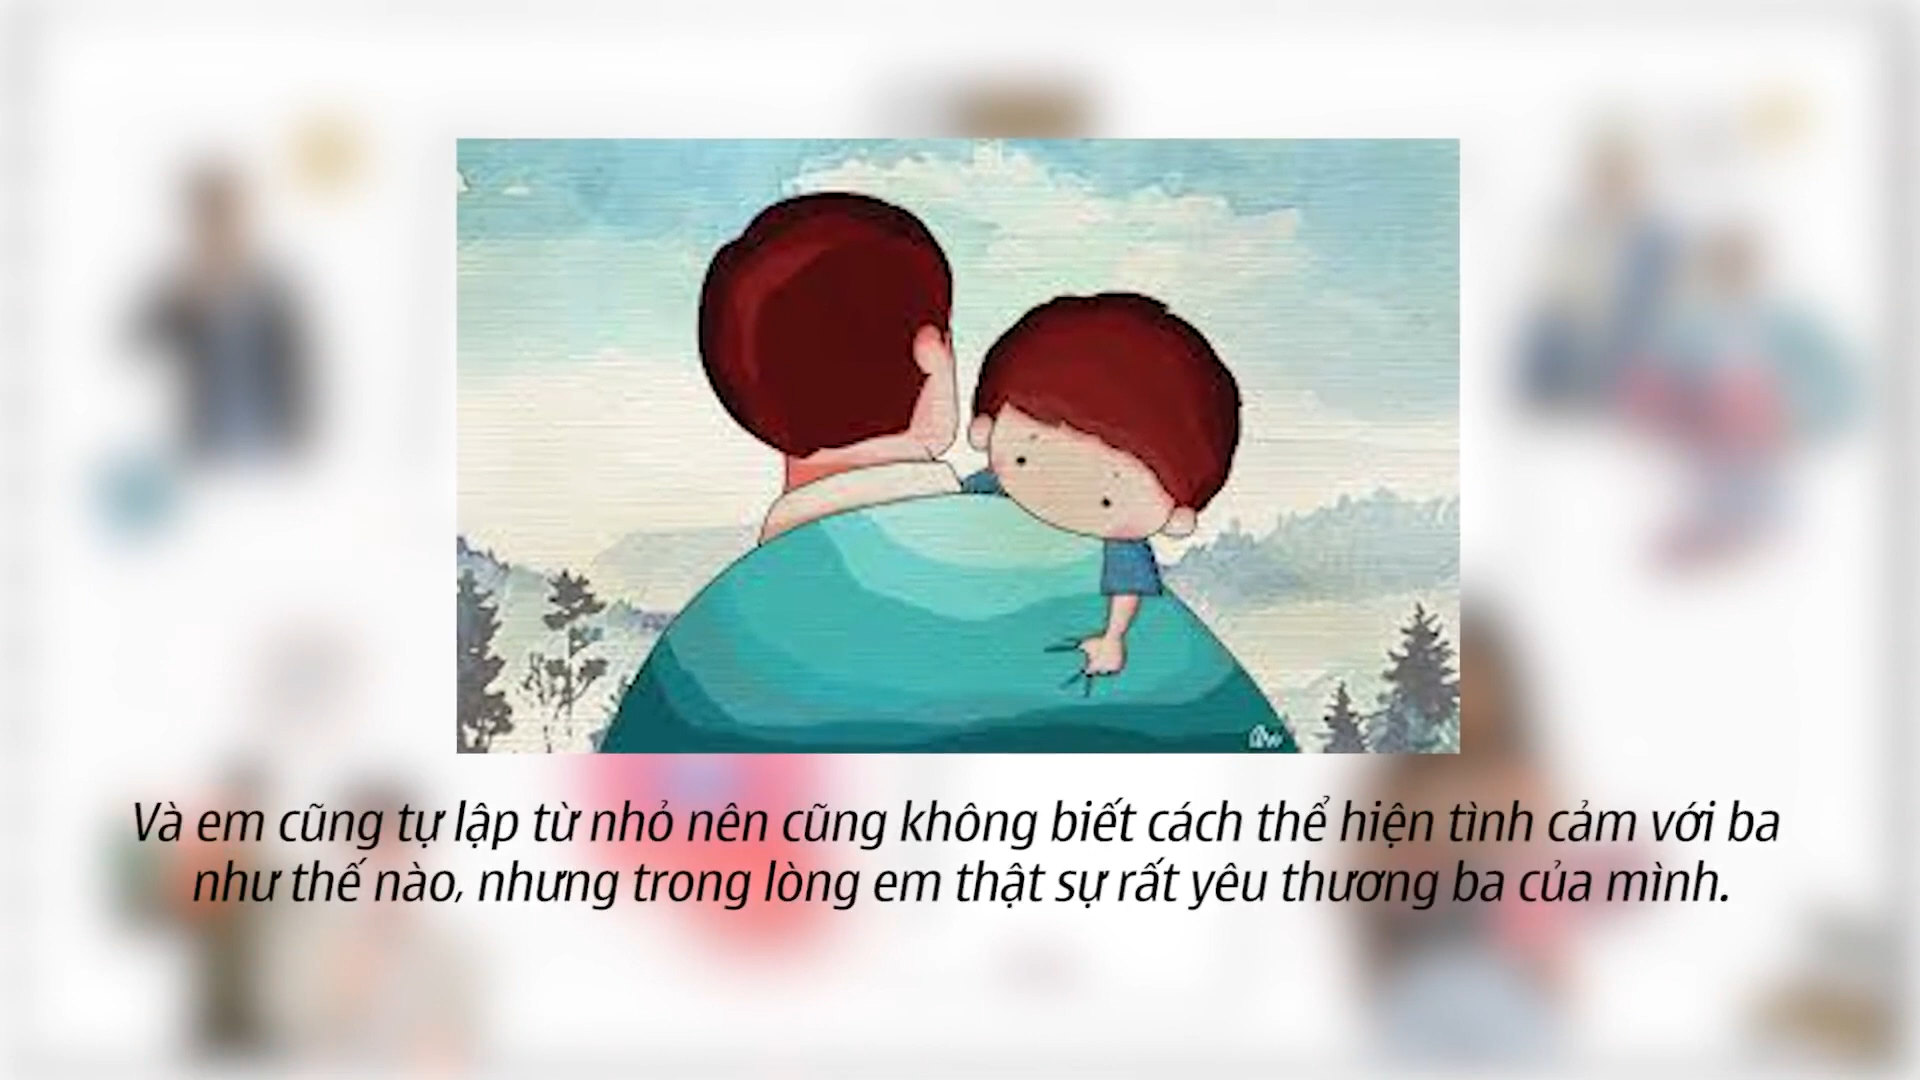 Và em cũng tự lập từ nhỏ nên cũng không biết cách thể hiện tình cảm với ba
như thế nào, nhưng trong lòng em thật sự rất yêu thương ba của mình.